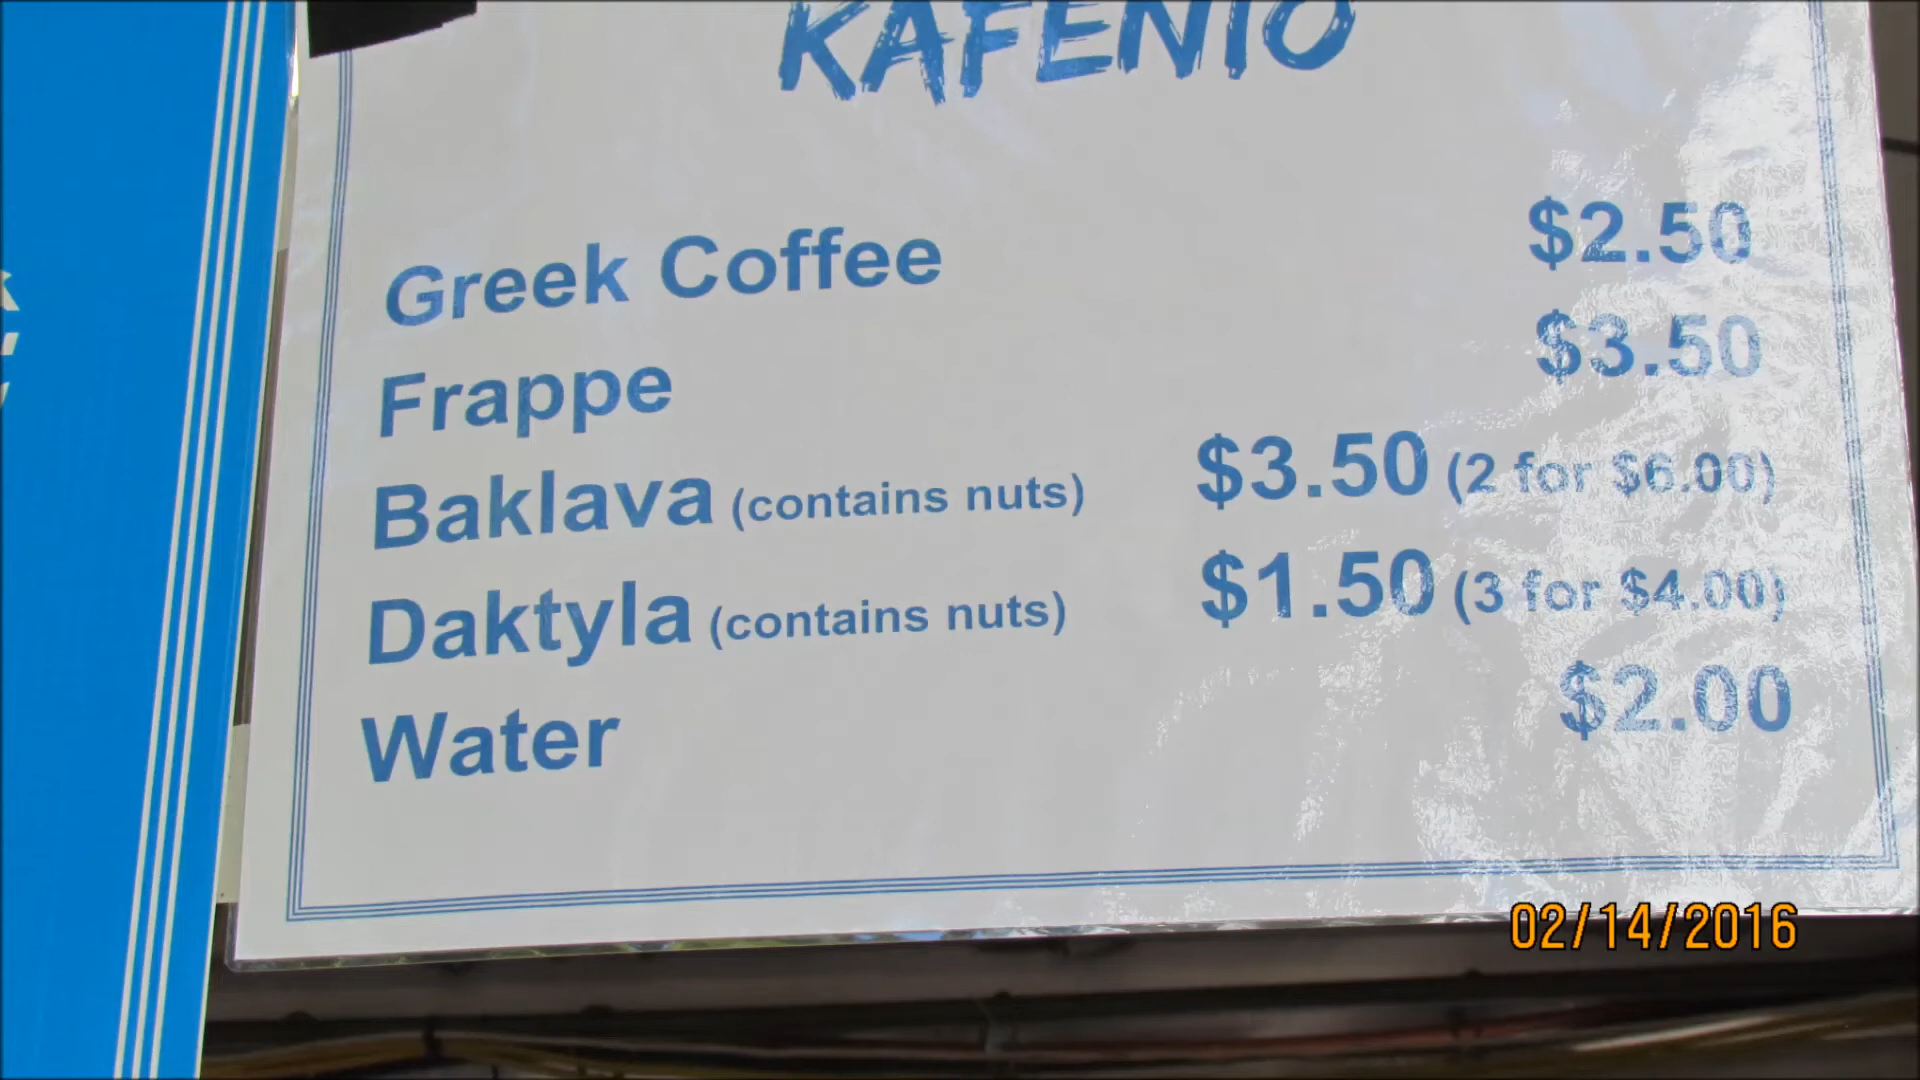 KAFENIO
Greek Coffee $2.50
Frappe $3.50
Baklava (contains nuts) $3.50 (2 for $6.00)
Daktyla (contains nuts) $1.50 (3 for $4.00)
Water $2.00
02/14/2016